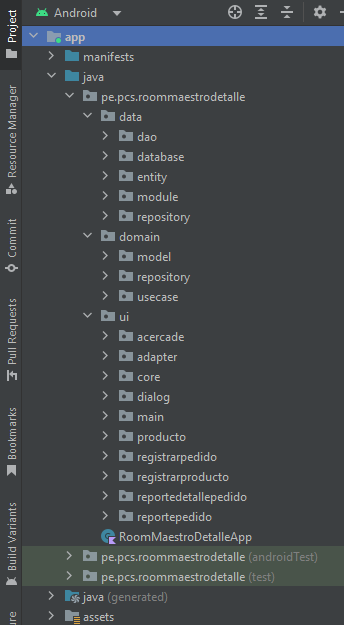 Android
Project
Resource Manager
Commit
Pull Requests
Bookmarks
Build Variants
app
manifests
java
pe.pcs.roommaestrodetalle
data
dao
database
entity
module
repository
domain
model
repository
usecase
ui
acercade
adapter
core
dialog
main
producto
registrarpedido
registrarproducto
reportedetallepedido
reportepedido
RoomMaestroDetalleApp
pe.pcs.roommaestrodetalle (androidTest)
pe.pcs.roommaestrodetalle (test)
java (generated)
assets